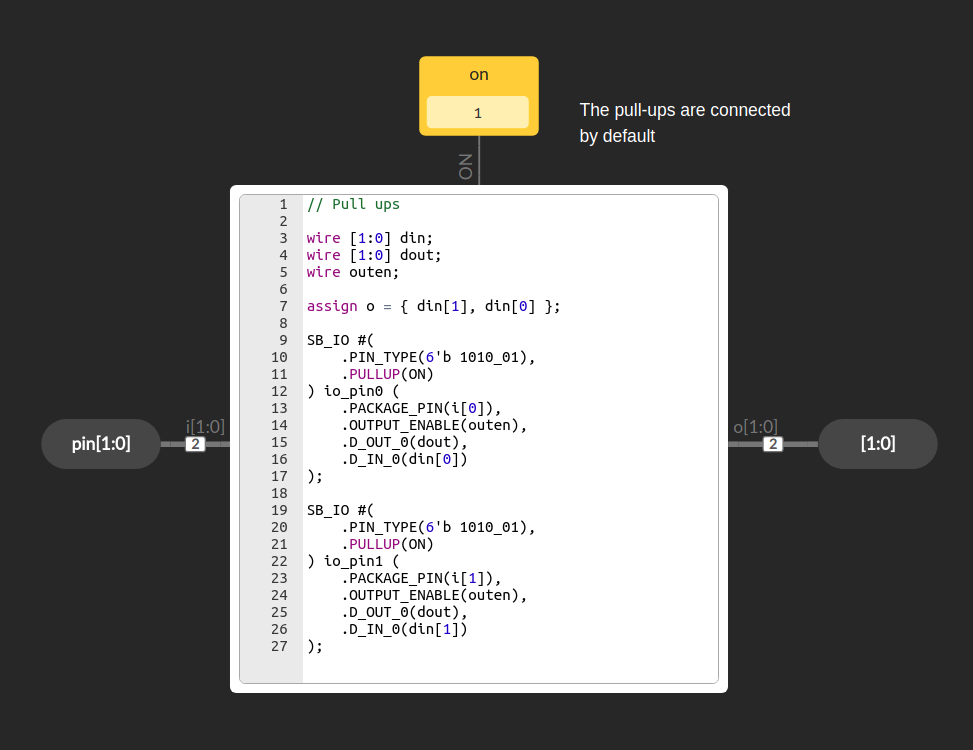 on
1
The pull-ups are connected
by default
ON
1 // Pull ups
2
3 wire [1:0] din;
4 wire [1:0] dout;
5 wire outen;
6
7 assign o = { din[1], din[0] };
8
9 SB_IO #(
10     .PIN_TYPE(6'b 1010_01),
11     .PULLUP(ON)
12 ) io_pin0 (
13     .PACKAGE_PIN(i[0]),
14     .OUTPUT_ENABLE(outen),
15     .D_OUT_0(dout),
16     .D_IN_0(din[0])
17 );
18
19 SB_IO #(
20     .PIN_TYPE(6'b 1010_01),
21     .PULLUP(ON)
22 ) io_pin1 (
23     .PACKAGE_PIN(i[1]),
24     .OUTPUT_ENABLE(outen),
25     .D_OUT_0(dout),
26     .D_IN_0(din[1])
27 );
i[1:0]
pin[1:0]
2
o[1:0]
2
[1:0]